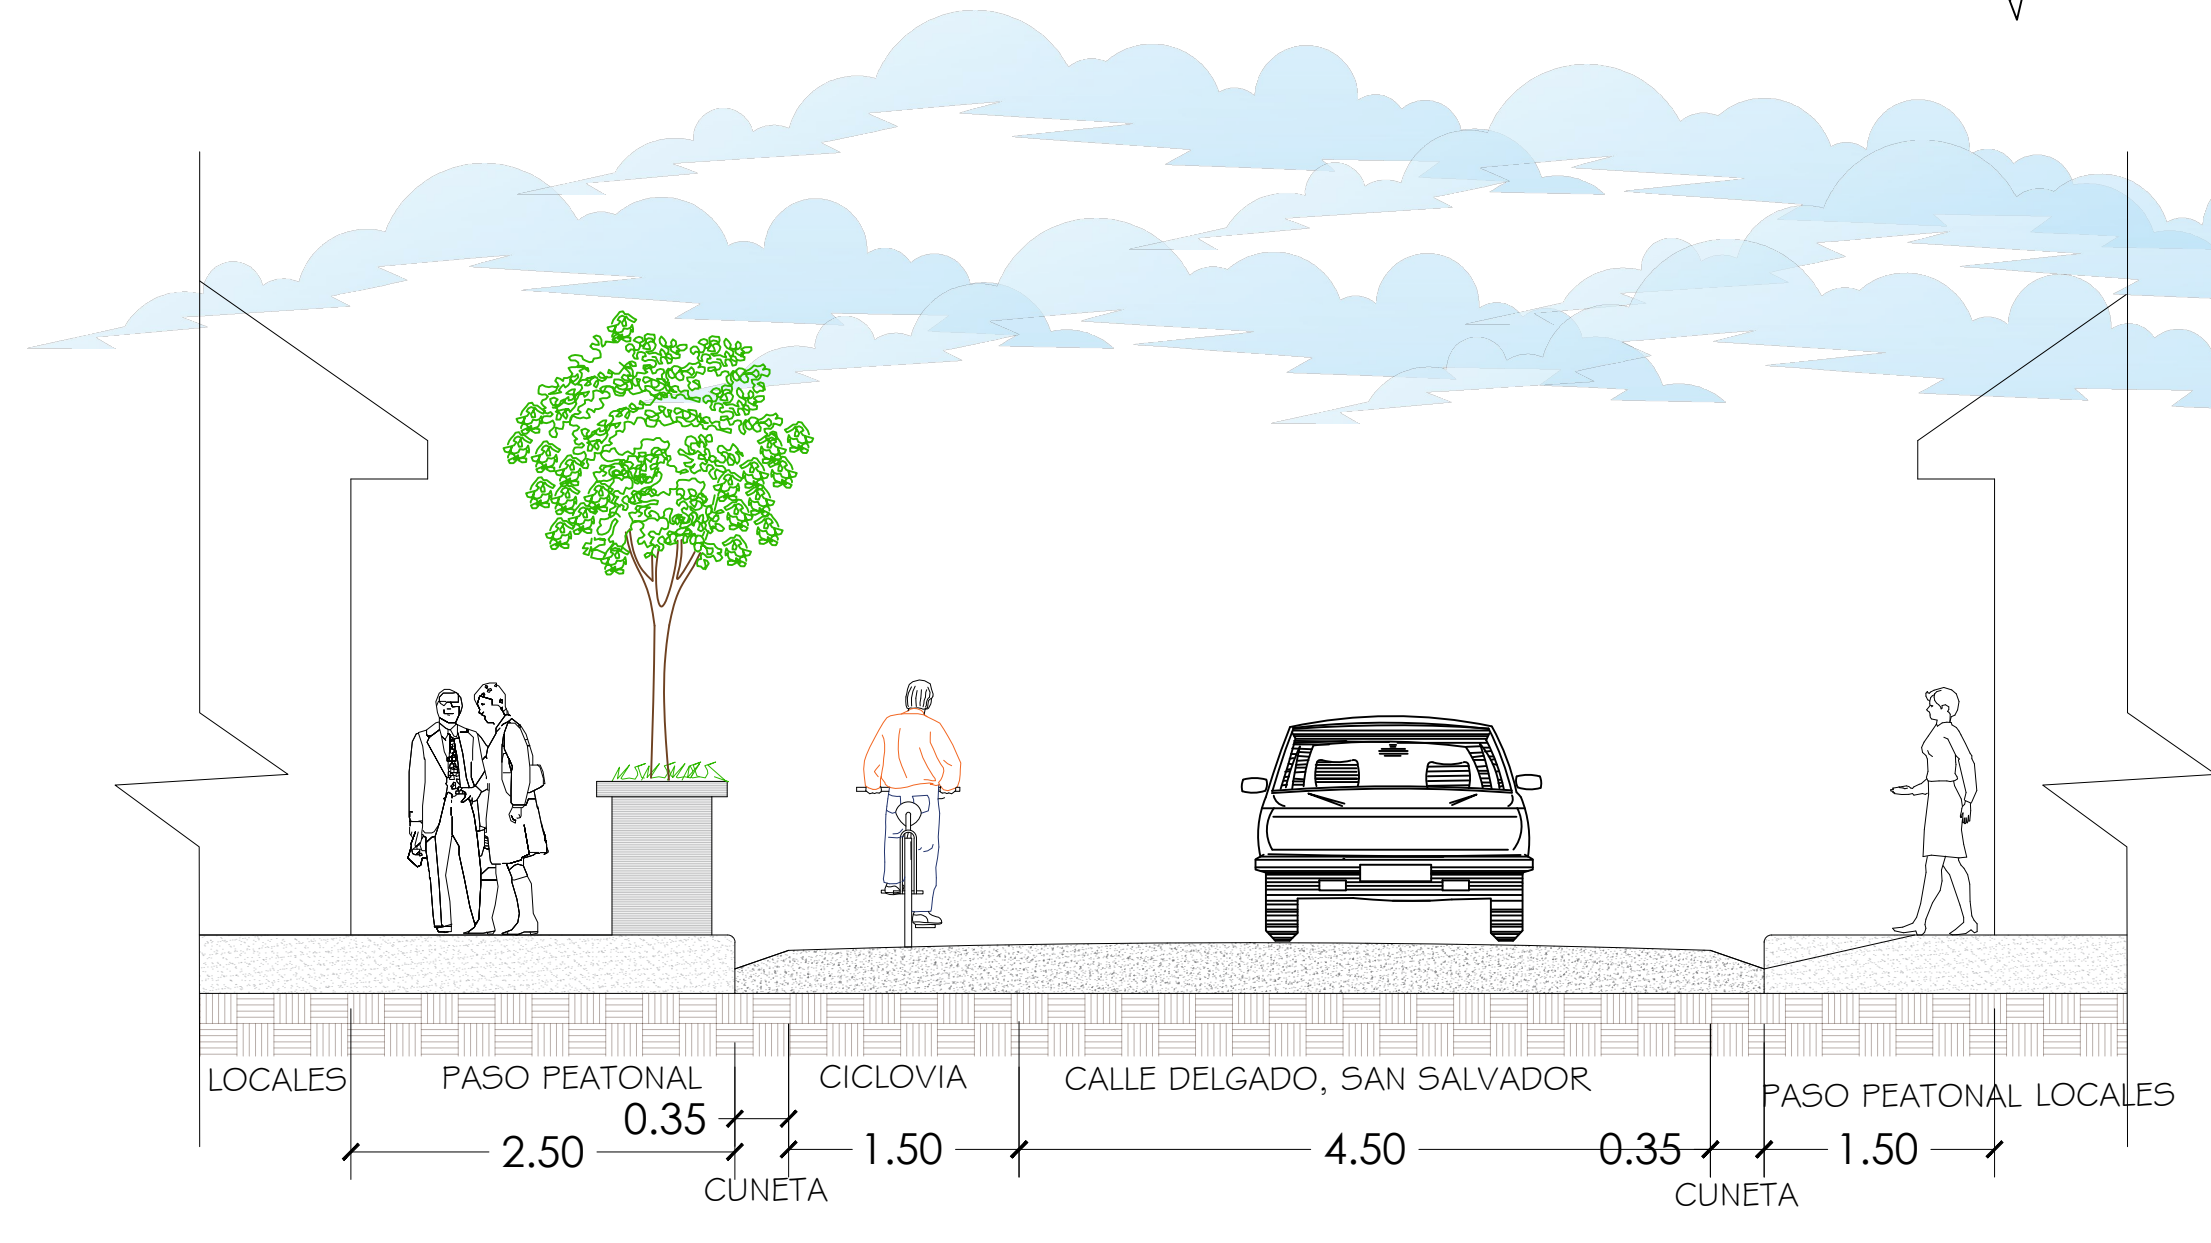 LOCALES
PASO PEATONAL
CICLOVIA
CALLE DELGADO, SAN SALVADOR
PASO PEATONAL
LOCALES
0.35
2.50
1.50
4.50
0.35
1.50
CUNETA
CUNETA